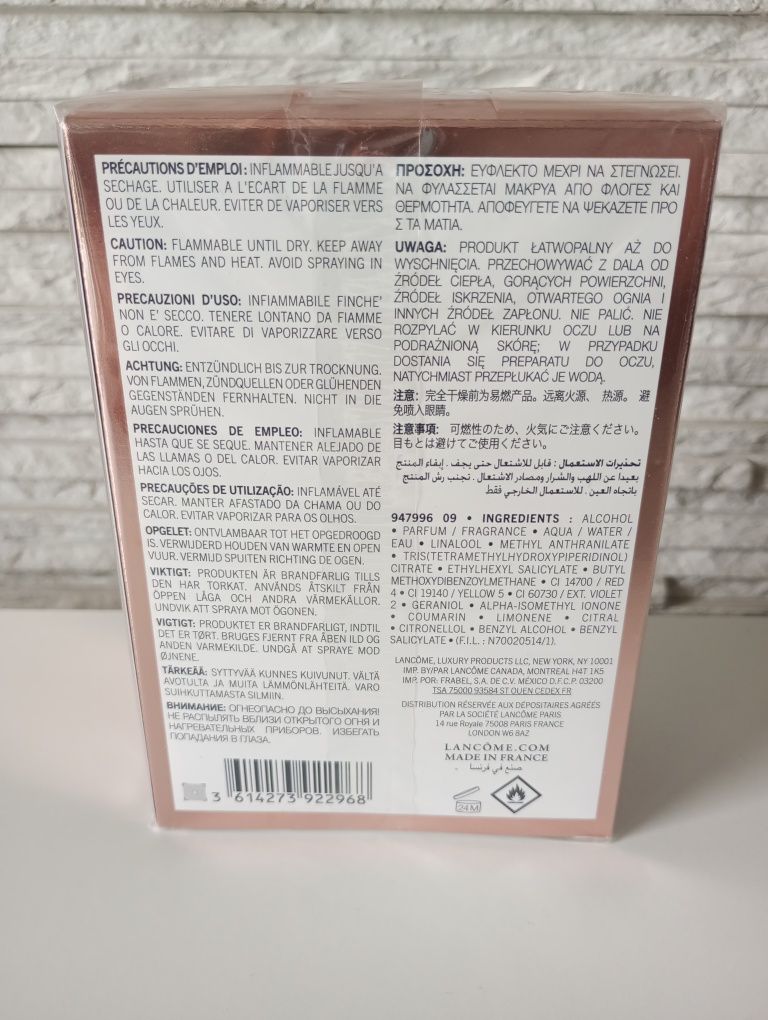 PRÉCAUTIONS D'EMPLOI : INFLAMMABLE JUSQU'A
SECHAGE. UTILISER A L'ECART DE LA FLAMME
OU DE LA CHALEUR. EVITER DE VAPORISER VERS
LES YEUX.
CAUTION: FLAMMABLE UNTIL DRY. KEEP AWAY
FROM FLAMES AND HEAT. AVOID SPRAYING IN
EYES.
PRECAUZIONI D'USO: INFIAMMABILE FINCHE'
NON E' SECCO. TENERE LONTANO DA FIAMME
O CALORE. EVITARE DI VAPORIZZARE VERSO
GLI OCCHI.
ACHTUNG: ENTZÜNDLICH BIS ZUR TROCKNUNG.
VON FLAMMEN, ZÜNDQUELLEN ODER GLÜHENDEN
GEGENSTÄNDEN FERNHALTEN. NICHT IN DIE
AUGEN SPRÜHEN.
PRECAUCIONES DE EMPLEO: INFLAMABLE
HASTA QUE SE SEQUE. MANTENER ALEJADO DE
LAS LLAMAS O DEL CALOR. EVITAR VAPORIZAR
HACIA LOS OJOS.
PRECAUÇÕES DE UTILIZAÇÃO: INFLAMÁVEL ATÉ
SECAR. MANTER AFASTADO DA CHAMA OU DO
CALOR. EVITAR VAPORIZAR PARA OS OLHOS.
OPGELET: ONTVLAMBAAR TOT HET OPGEDROOGD
IS. VERWIJDERD HOUDEN VAN WARMTE EN OPEN
VUUR. VERMIJD SPUITEN RICHTING DE OGEN.
VIKTIGT: PRODUKTEN ÄR BRANDFARLIG TILLS
DEN HAR TORKAT. ANVÄNDS ÅTSKILT FRÅN
ÖPPEN LÅGA OCH ANDRA VÄRMEKÄLLOR.
UNDVIK ATT SPRAYA MOT ÖGONEN.
VIGTIGT: PRODUKTET ER BRANDFARLIGT, INDTIL
DET ER TØRT. BRUGES FJERNT FRA ÅBEN ILD OG
ANDEN VARMEKILDE. UNDGÅ AT SPRAYE MOD
ØJNENE.
TÄRKEÄÄ: SYTTYVÄÄ KUNNES KUIVUNUT. VÄLTÄ
AVOTULTA JA MUITA LÄMMÖNLÄHTEITÄ. VARO
SUIHKUTTAMASTA SILMIIN.
ВНИМАНИЕ: ОГНЕОПАСНО ДО ВЫСЫХАНИЯ!
НЕ РАСПЫЛЯТЬ ВБЛИЗИ ОТКРЫТОГО ОГНЯ И
НАГРЕВАТЕЛЬНЫХ ПРИБОРОВ. ИЗБЕГАТЬ
ПОПАДАНИЯ В ГЛАЗА.
3 614273 922968
ΠΡΟΣΟΧΗ: ΕΥΦΛΕΚΤΟ ΜΕΧΡΙ ΝΑ ΣΤΕΓΝΩΣΕΙ.
ΝΑ ΦΥΛΑΣΣΕΤΑΙ ΜΑΚΡΥΑ ΑΠΟ ΦΛΟΓΕΣ ΚΑΙ
ΘΕΡΜΟΤΗΤΑ. ΑΠΟΦΕΥΓΕΤΕ ΝΑ ΨΕΚΑΖΕΤΕ ΠΡΟ
Σ ΤΑ ΜΑΤΙΑ.
UWAGA: PRODUKT ŁATWOPALNY AŻ DO
WYSCHNIĘCIA. PRZECHOWYWAĆ Z DALA OD
ŹRÓDEŁ CIEPŁA, GORĄCYCH POWIERZCHNI,
ŹRÓDEŁ ISKRZENIA, OTWARTEGO OGNIA I
INNYCH ŹRÓDEŁ ZAPŁONU. NIE PALIĆ. NIE
ROZPYLAĆ W KIERUNKU OCZU LUB NA
PODRAŻNIONĄ SKÓRĘ; W PRZYPADKU
DOSTANIA SIĘ PREPARATU DO OCZU,
NATYCHMIAST PRZEPŁUKAĆ JE WODĄ.
注意：完全干燥前为易燃产品。远离火源、热源。避
免喷入眼睛。
注意事項：可燃性のため、火気にご注意ください。
目もとは避けてご使用ください。
تحذيرات الاستعمال : قابل للاشتعال حتى يجف . إبقاء المنتج
بعيدا عن اللهب والشرار ومصادر الاشتعال . تجنب رش المنتج
باتجاه العين . للاستعمال الخارجي فقط
947996 09 • INGREDIENTS : ALCOHOL
• PARFUM / FRAGRANCE • AQUA / WATER /
EAU • LINALOOL • METHYL ANTHRANILATE
• TRIS(TETRAMETHYLHYDROXYPIPERIDINOL)
CITRATE • ETHYLHEXYL SALICYLATE • BUTYL
METHOXYDIBENZOYLMETHANE • CI 14700 / RED
4 • CI 19140 / YELLOW 5 • CI 60730 / EXT. VIOLET
2 • GERANIOL • ALPHA-ISOMETHYL IONONE
• COUMARIN • LIMONENE • CITRAL
• CITRONELLOL • BENZYL ALCOHOL • BENZYL
SALICYLATE • (F.I.L. : N70020514/1).
LANCÔME, LUXURY PRODUCTS LLC, NEW YORK, NY 10001
IMP. BY/PAR LANCÔME CANADA, MONTREAL H4T 1K5
IMP. POR: FRABEL, S.A. DE C.V. MÉXICO D.F.C.P. 03200
TSA 75000 93584 ST OUEN CEDEX FR
DISTRIBUTION RÉSERVÉE AUX DÉPOSITAIRES AGRÉÉS
PAR LA SOCIÉTÉ LANCÔME PARIS
14 rue Royale 75008 PARIS FRANCE
LONDON W6 8AZ
LANCÔME.COM
MADE IN FRANCE
صنع في فرنسا .
24M